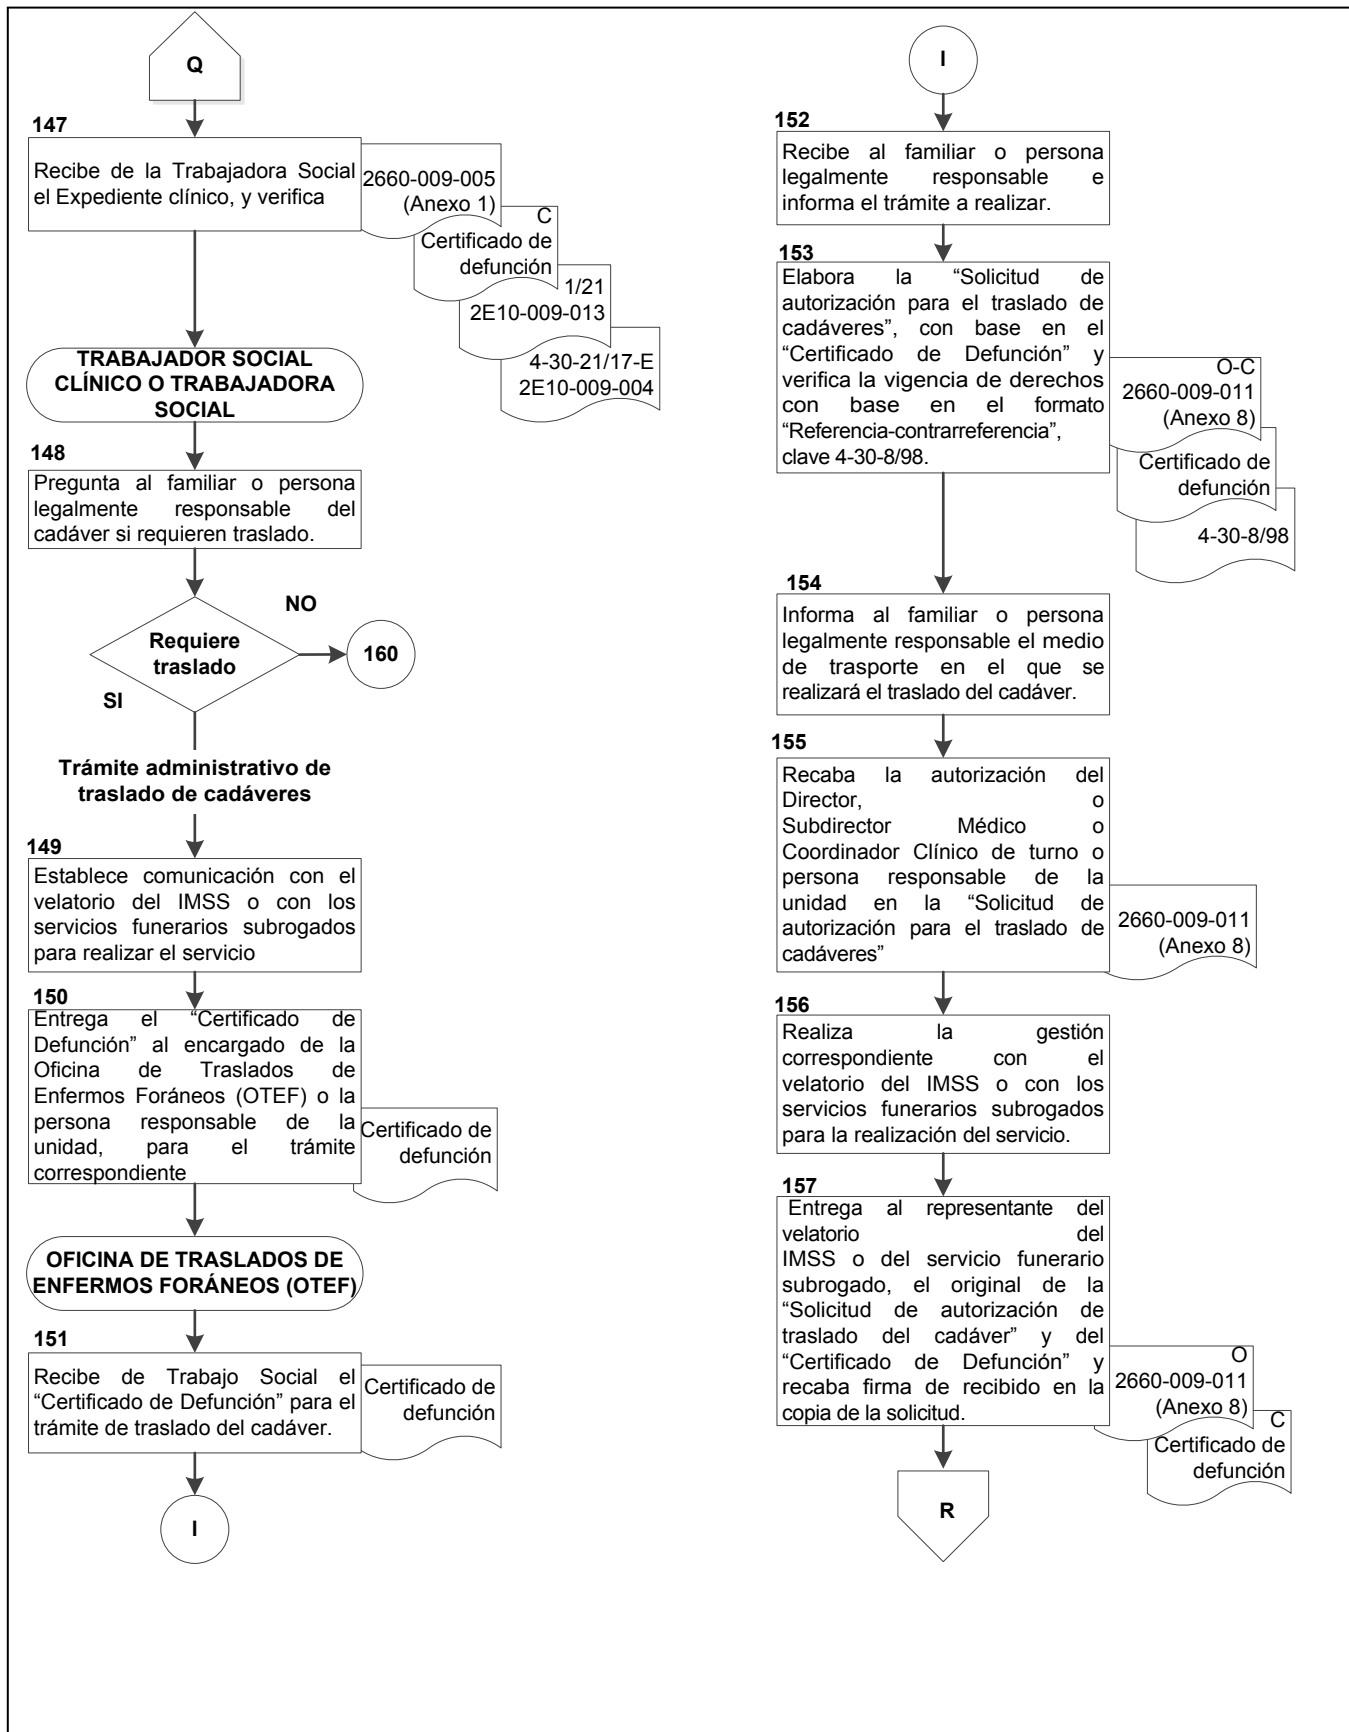 Q
147
Recibe de la Trabajadora Social
el Expediente clínico, y verifica
2660-009-005
(Anexo 1)
C
Certificado de
defunción
1/21
2E10-009-013
4-30-21/17-E
2E10-009-004
TRABAJADOR SOCIAL
CLÍNICO O TRABAJADORA
SOCIAL
148
Pregunta al familiar o persona
legalmente responsable del
cadáver si requieren traslado.
NO
Requiere
traslado
160
SI
Trámite administrativo de
traslado de cadáveres
149
Establece comunicación con el
velatorio del IMSS o con los
servicios funerarios subrogados
para realizar el servicio
150
Entrega el “Certificado de
Defunción” al encargado de la
Oficina de Traslados de
Enfermos Foráneos (OTEF) o la
persona responsable de la
unidad, para el trámite
correspondiente
Certificado de
defunción
OFICINA DE TRASLADOS DE
ENFERMOS FORÁNEOS (OTEF)
151
Recibe de Trabajo Social el
“Certificado de Defunción” para el
trámite de traslado del cadáver.
Certificado de
defunción
I
I
152
Recibe al familiar o persona
legalmente responsable e
informa el trámite a realizar.
153
Elabora la “Solicitud de
autorización para el traslado de
cadáveres”, con base en el
“Certificado de Defunción” y
verifica la vigencia de derechos
con base en el formato
“Referencia-contrarreferencia”,
clave 4-30-8/98.
O-C
2660-009-011
(Anexo 8)
Certificado de
defunción
4-30-8/98
154
Informa al familiar o persona
legalmente responsable el medio
de trasporte en el que se
realizará el traslado del cadáver.
155
Recaba la autorización del
Director, o
Subdirector Médico o
Coordinador Clínico de turno o
persona responsable de la
unidad en la “Solicitud de
autorización para el traslado de
cadáveres”
2660-009-011
(Anexo 8)
156
Realiza la gestión
correspondiente con el
velatorio del IMSS o con los
servicios funerarios subrogados
para la realización del servicio.
157
Entrega al representante del
velatorio del
IMSS o del servicio funerario
subrogado, el original de la
“Solicitud de autorización de
traslado del cadáver” y del
“Certificado de Defunción” y
recaba firma de recibido en la
copia de la solicitud.
O
2660-009-011
(Anexo 8)
C
Certificado de
defunción
R